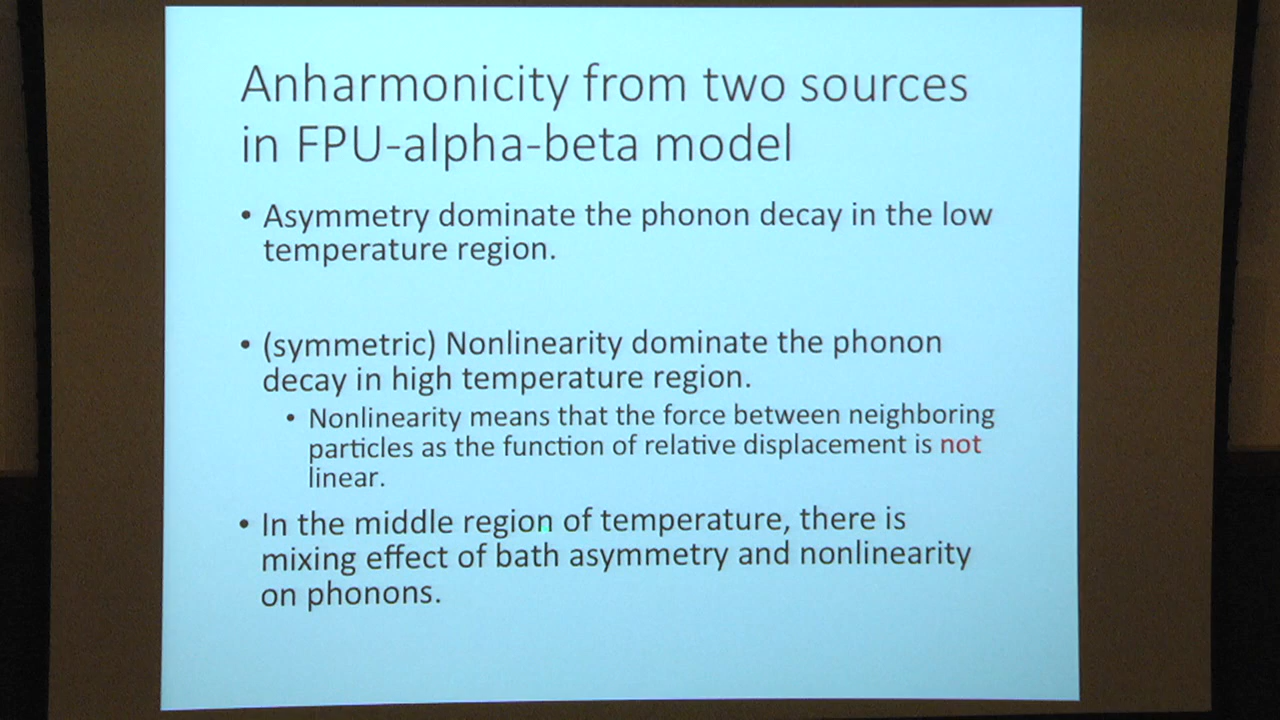 Anharmonicity from two sources
in FPU-alpha-beta model
• Asymmetry dominate the phonon decay in the low
temperature region.
• (symmetric) Nonlinearity dominate the phonon
decay in high temperature region.
• Nonlinearity means that the force between neighboring
particles as the function of relative displacement is not
linear.
• In the middle region of temperature, there is
mixing effect of bath asymmetry and nonlinearity
on phonons.